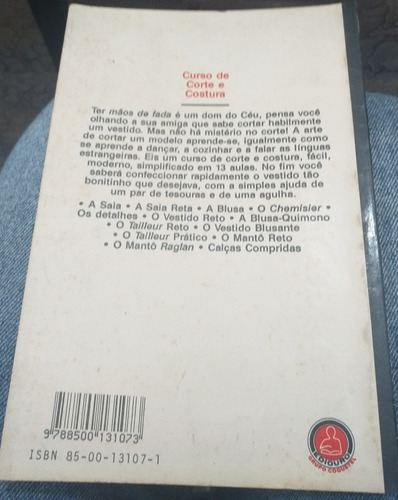 Curso de
Corte e
Costura
Ter mãos de fada é um dom do Céu, pensa você
olhando a sua amiga que sabe cortar habilmente
um vestido. Mas não há mistério no corte! A arte
de cortar um modelo aprende-se, igualmente como
se aprende a dançar, a cozinhar e a falar as línguas
estrangeiras. Eis um curso de corte e costura, fácil,
moderno, simplificado em 13 aulas. No fim você
saberá confeccionar rapidamente o vestido tão
bonitinho que desejava, com a simples ajuda de
um par de tesouras e de uma agulha.
• A Saia • A Saia Reta • A Blusa • O Chemisier •
Os detalhes • O Vestido Reto • A Blusa-Quimono
• O Tailleur Reto • O Vestido Blusante
• O Tailleur Prático • O Mantô Reto
• O Mantô Raglan • Calças Compridas
9 788500 131073
ISBN 85-00-13107-1
EDIOURO
GRUPO COQUETEL